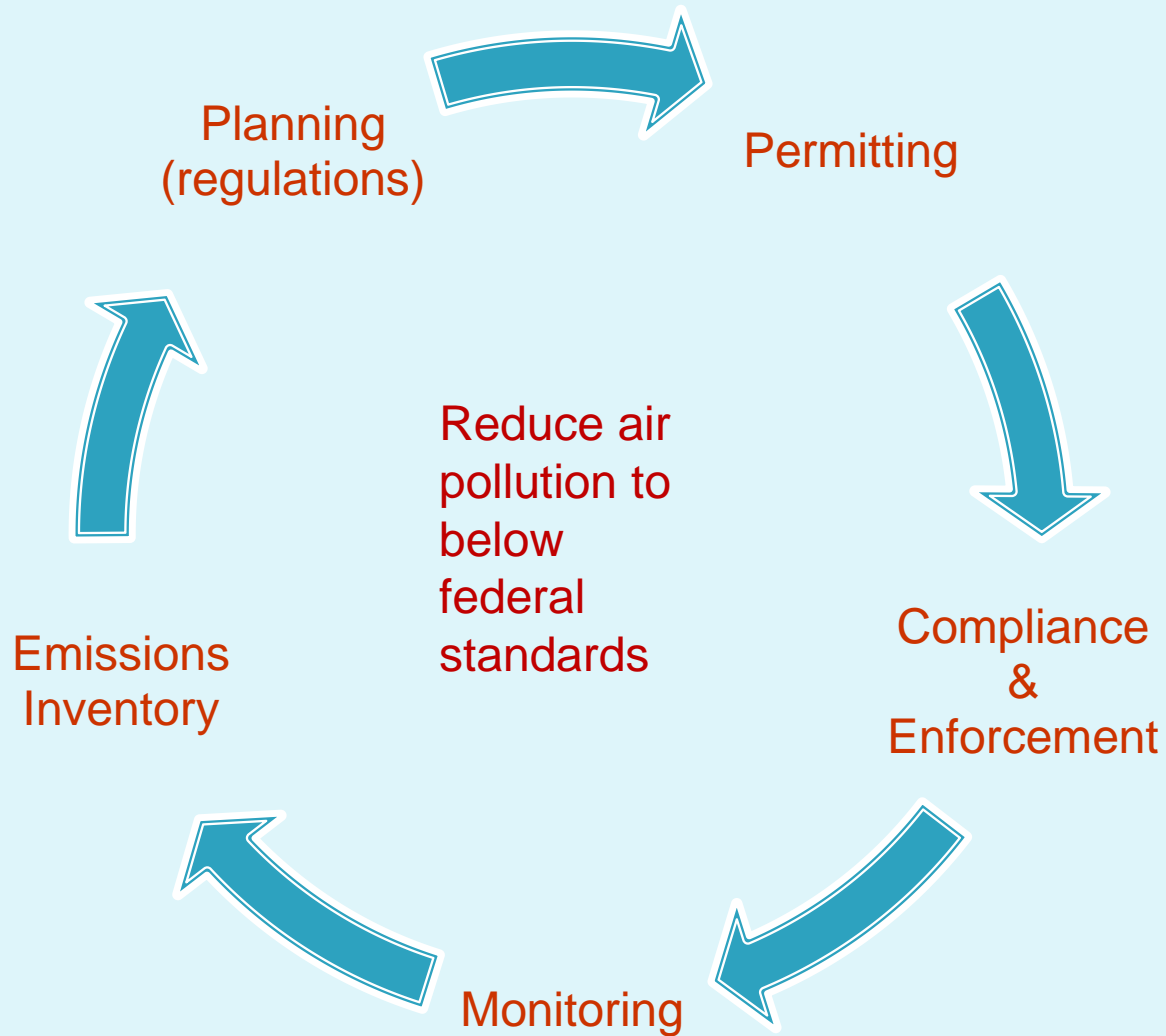 Planning
(regulations)
Permitting
Compliance
&
Enforcement
Monitoring
Emissions
Inventory
Reduce air
pollution to
below
federal
standards